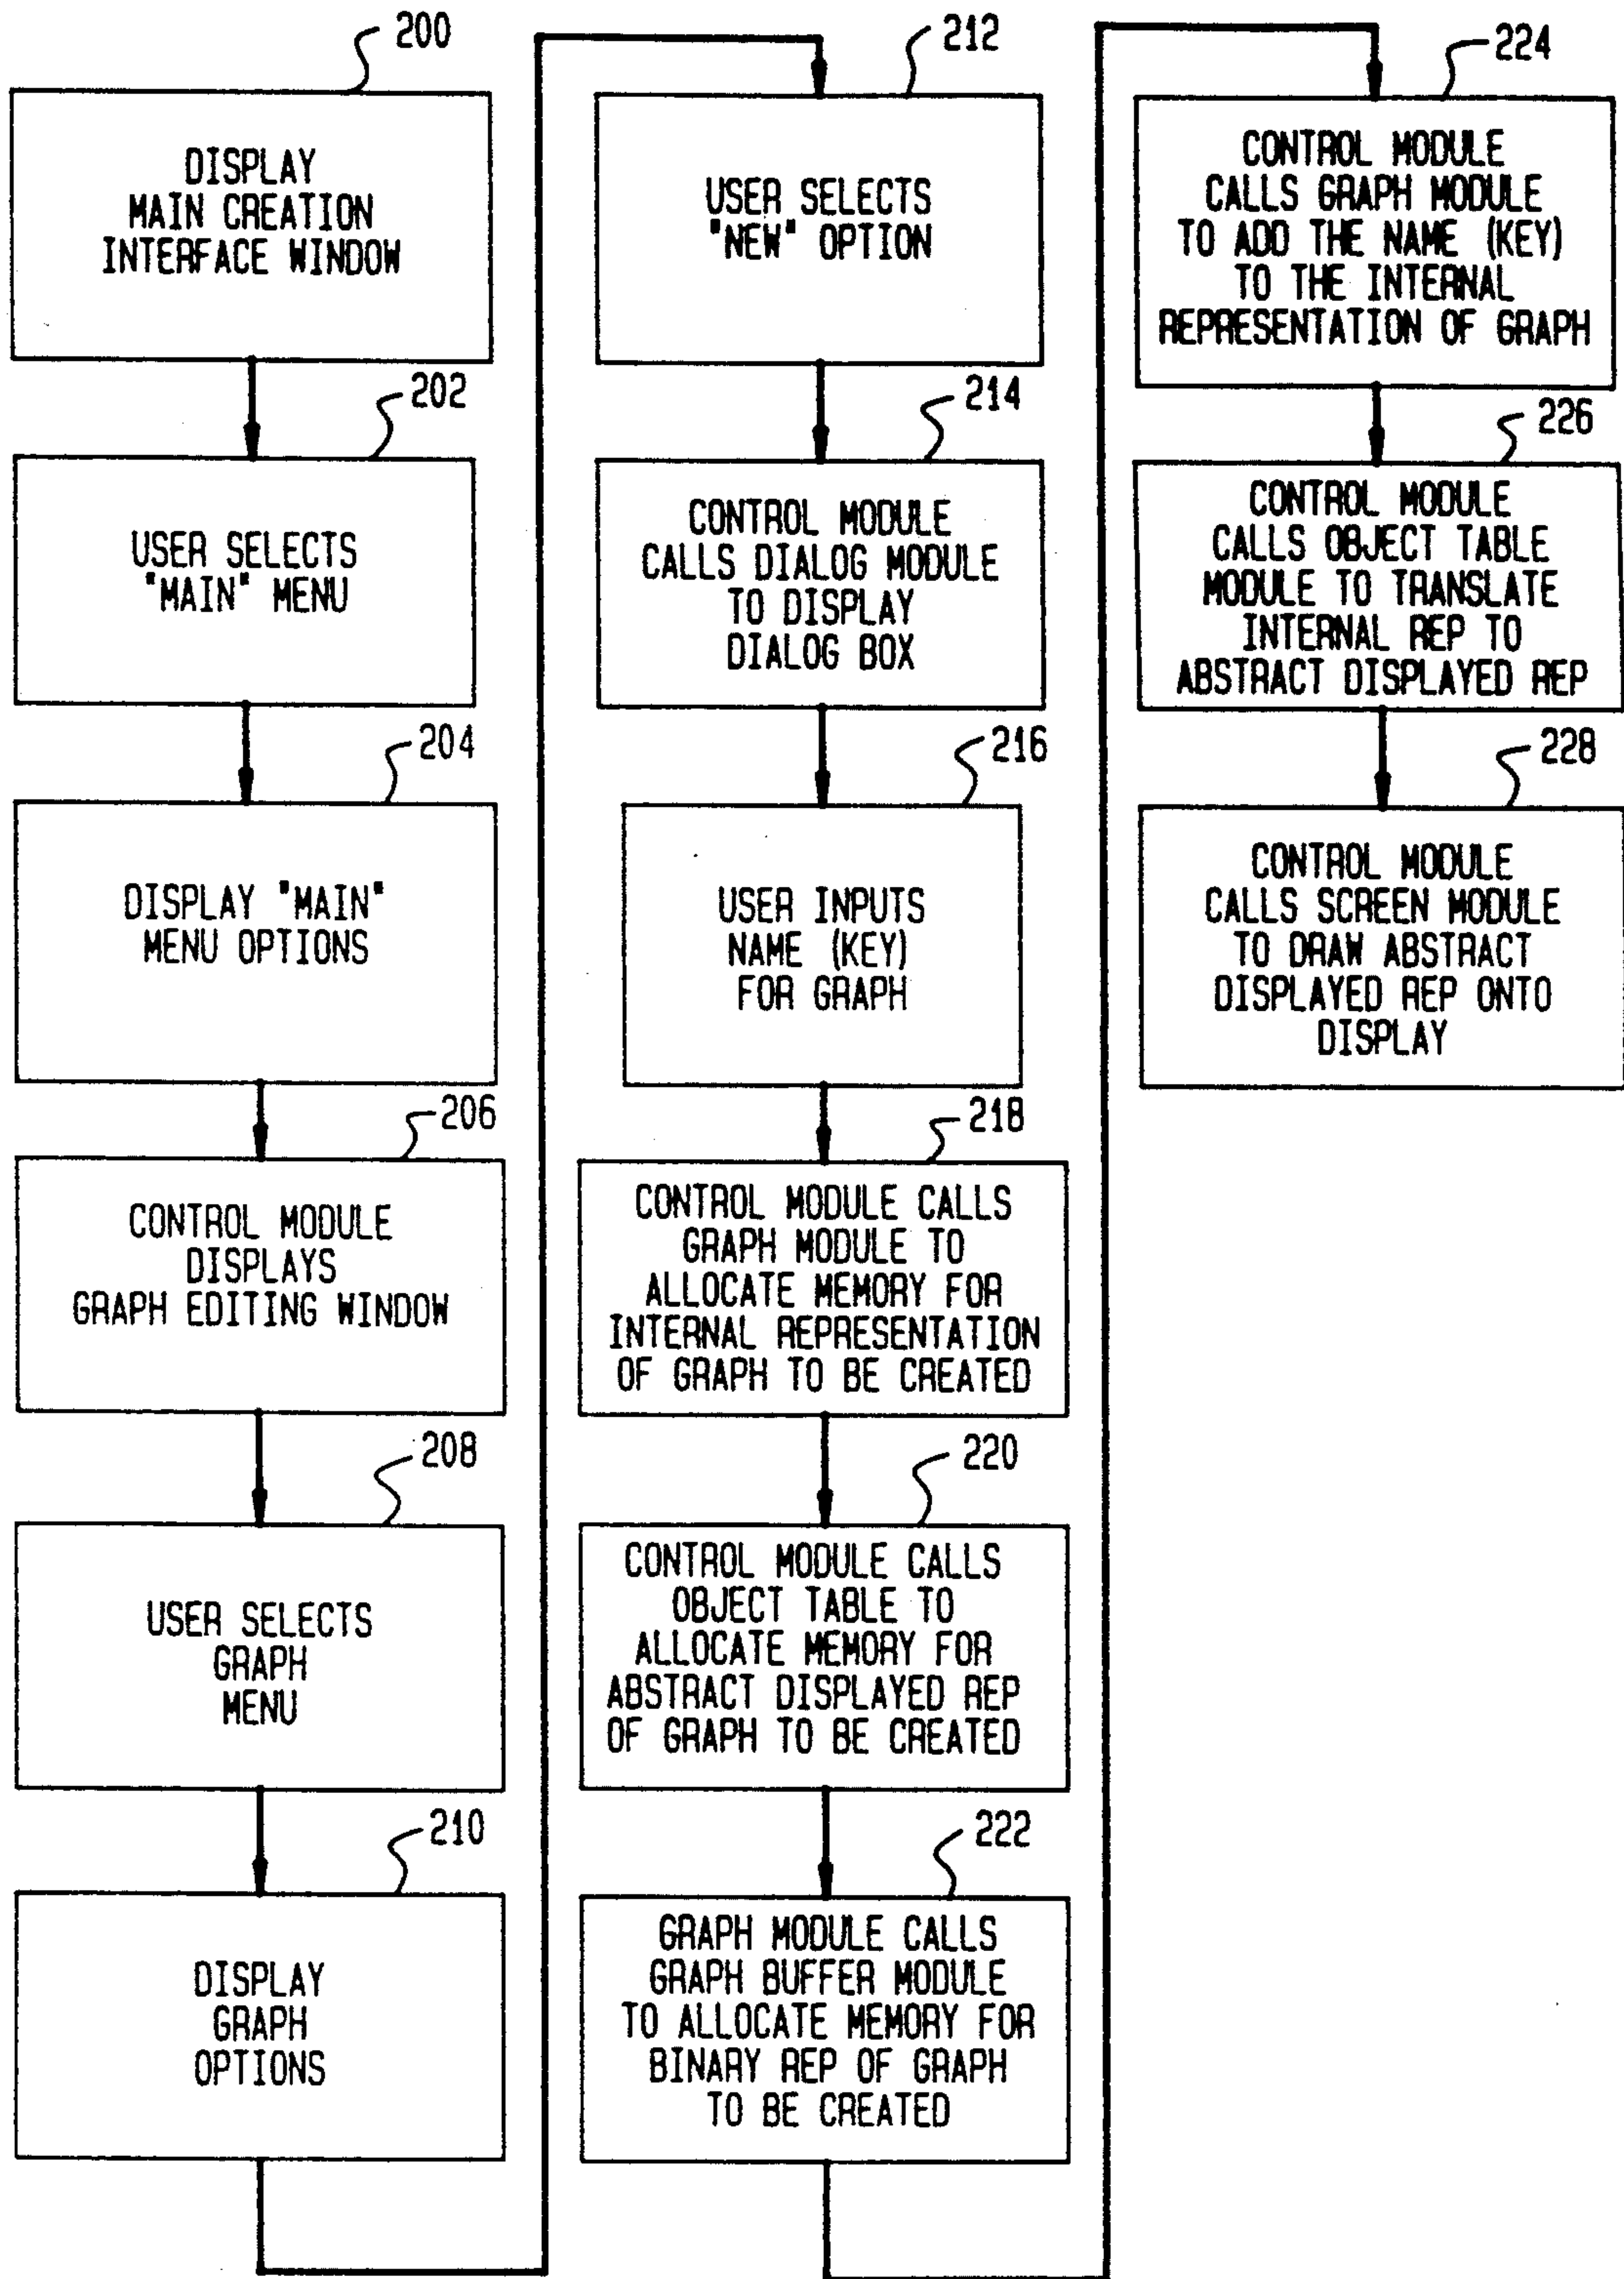 200
DISPLAY
MAIN CREATION
INTERFACE WINDOW
202
USER SELECTS
"MAIN" MENU
204
DISPLAY "MAIN"
MENU OPTIONS
206
CONTROL MODULE
DISPLAYS
GRAPH EDITING WINDOW
208
USER SELECTS
GRAPH
MENU
210
DISPLAY
GRAPH
OPTIONS
212
USER SELECTS
"NEW" OPTION
214
CONTROL MODULE
CALLS DIALOG MODULE
TO DISPLAY
DIALOG BOX
216
USER INPUTS
NAME (KEY)
FOR GRAPH
218
CONTROL MODULE CALLS
GRAPH MODULE TO
ALLOCATE MEMORY FOR
INTERNAL REPRESENTATION
OF GRAPH TO BE CREATED
220
CONTROL MODULE CALLS
OBJECT TABLE TO
ALLOCATE MEMORY FOR
ABSTRACT DISPLAYED REP
OF GRAPH TO BE CREATED
222
GRAPH MODULE CALLS
GRAPH BUFFER MODULE
TO ALLOCATE MEMORY FOR
BINARY REP OF GRAPH
TO BE CREATED
224
CONTROL MODULE
CALLS GRAPH MODULE
TO ADD THE NAME (KEY)
TO THE INTERNAL
REPRESENTATION OF GRAPH
226
CONTROL MODULE
CALLS OBJECT TABLE
MODULE TO TRANSLATE
INTERNAL REP TO
ABSTRACT DISPLAYED REP
228
CONTROL MODULE
CALLS SCREEN MODULE
TO DRAW ABSTRACT
DISPLAYED REP ONTO
DISPLAY